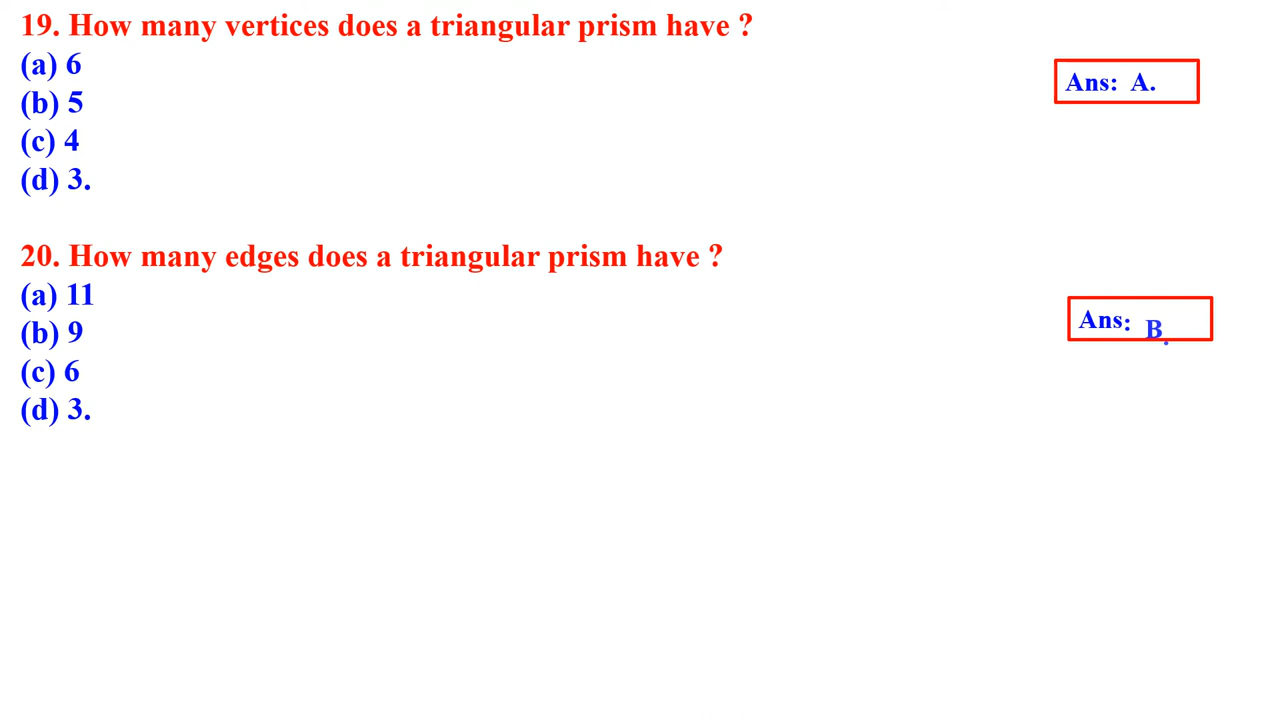 19. How many vertices does a triangular prism have ?
(a) 6
Ans: A.
(b) 5
(c) 4
(d) 3.
20. How many edges does a triangular prism have ?
(a) 11
Ans: B.
(b) 9
(c) 6
(d) 3.